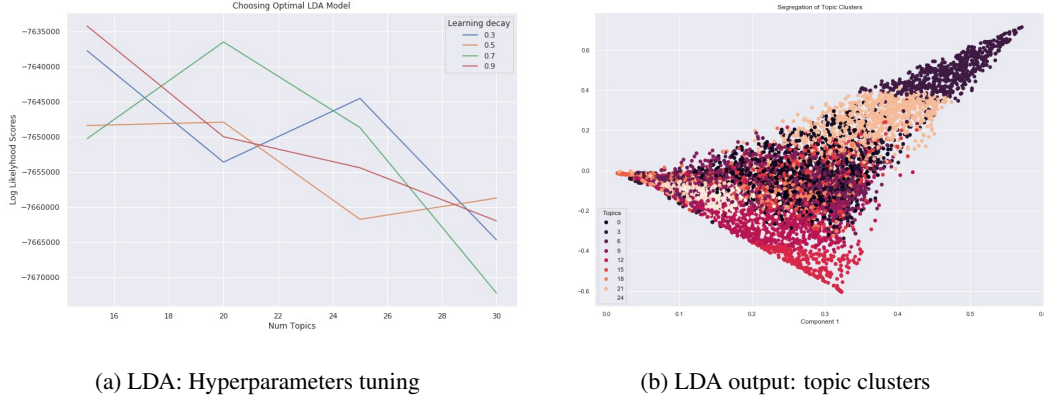 Choosing Optimal LDA Model
Learning decay
0.3
0.5
0.7
0.9
−7635000
−7640000
−7645000
−7650000
−7655000
−7660000
−7665000
−7670000
Log Likelyhood Scores
16 18 20 22 24 26 28 30
Num Topics
(a) LDA: Hyperparameters tuning
Segregation of Topic Clusters
0.6
0.4
0.2
0.0
−0.2
−0.4
−0.6
Topics
0
3
6
9
12
15
18
21
24
0.0 0.1 0.2 0.3 0.4 0.5
Component 1
(b) LDA output: topic clusters